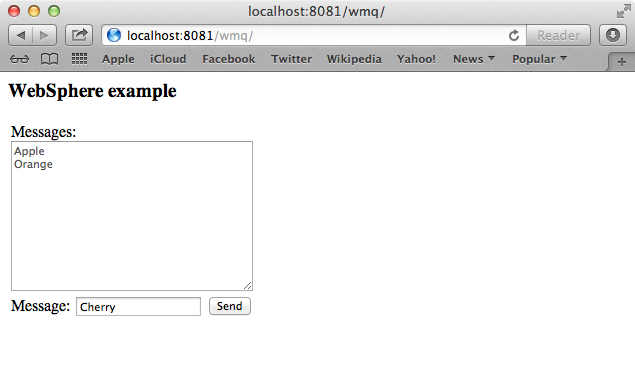 localhost:8081/wmq/
localhost:8081/wmq/ Reader
Apple iCloud Facebook Twitter Wikipedia Yahoo! News Popular
WebSphere example
Messages:
Apple
Orange
Message: Cherry Send